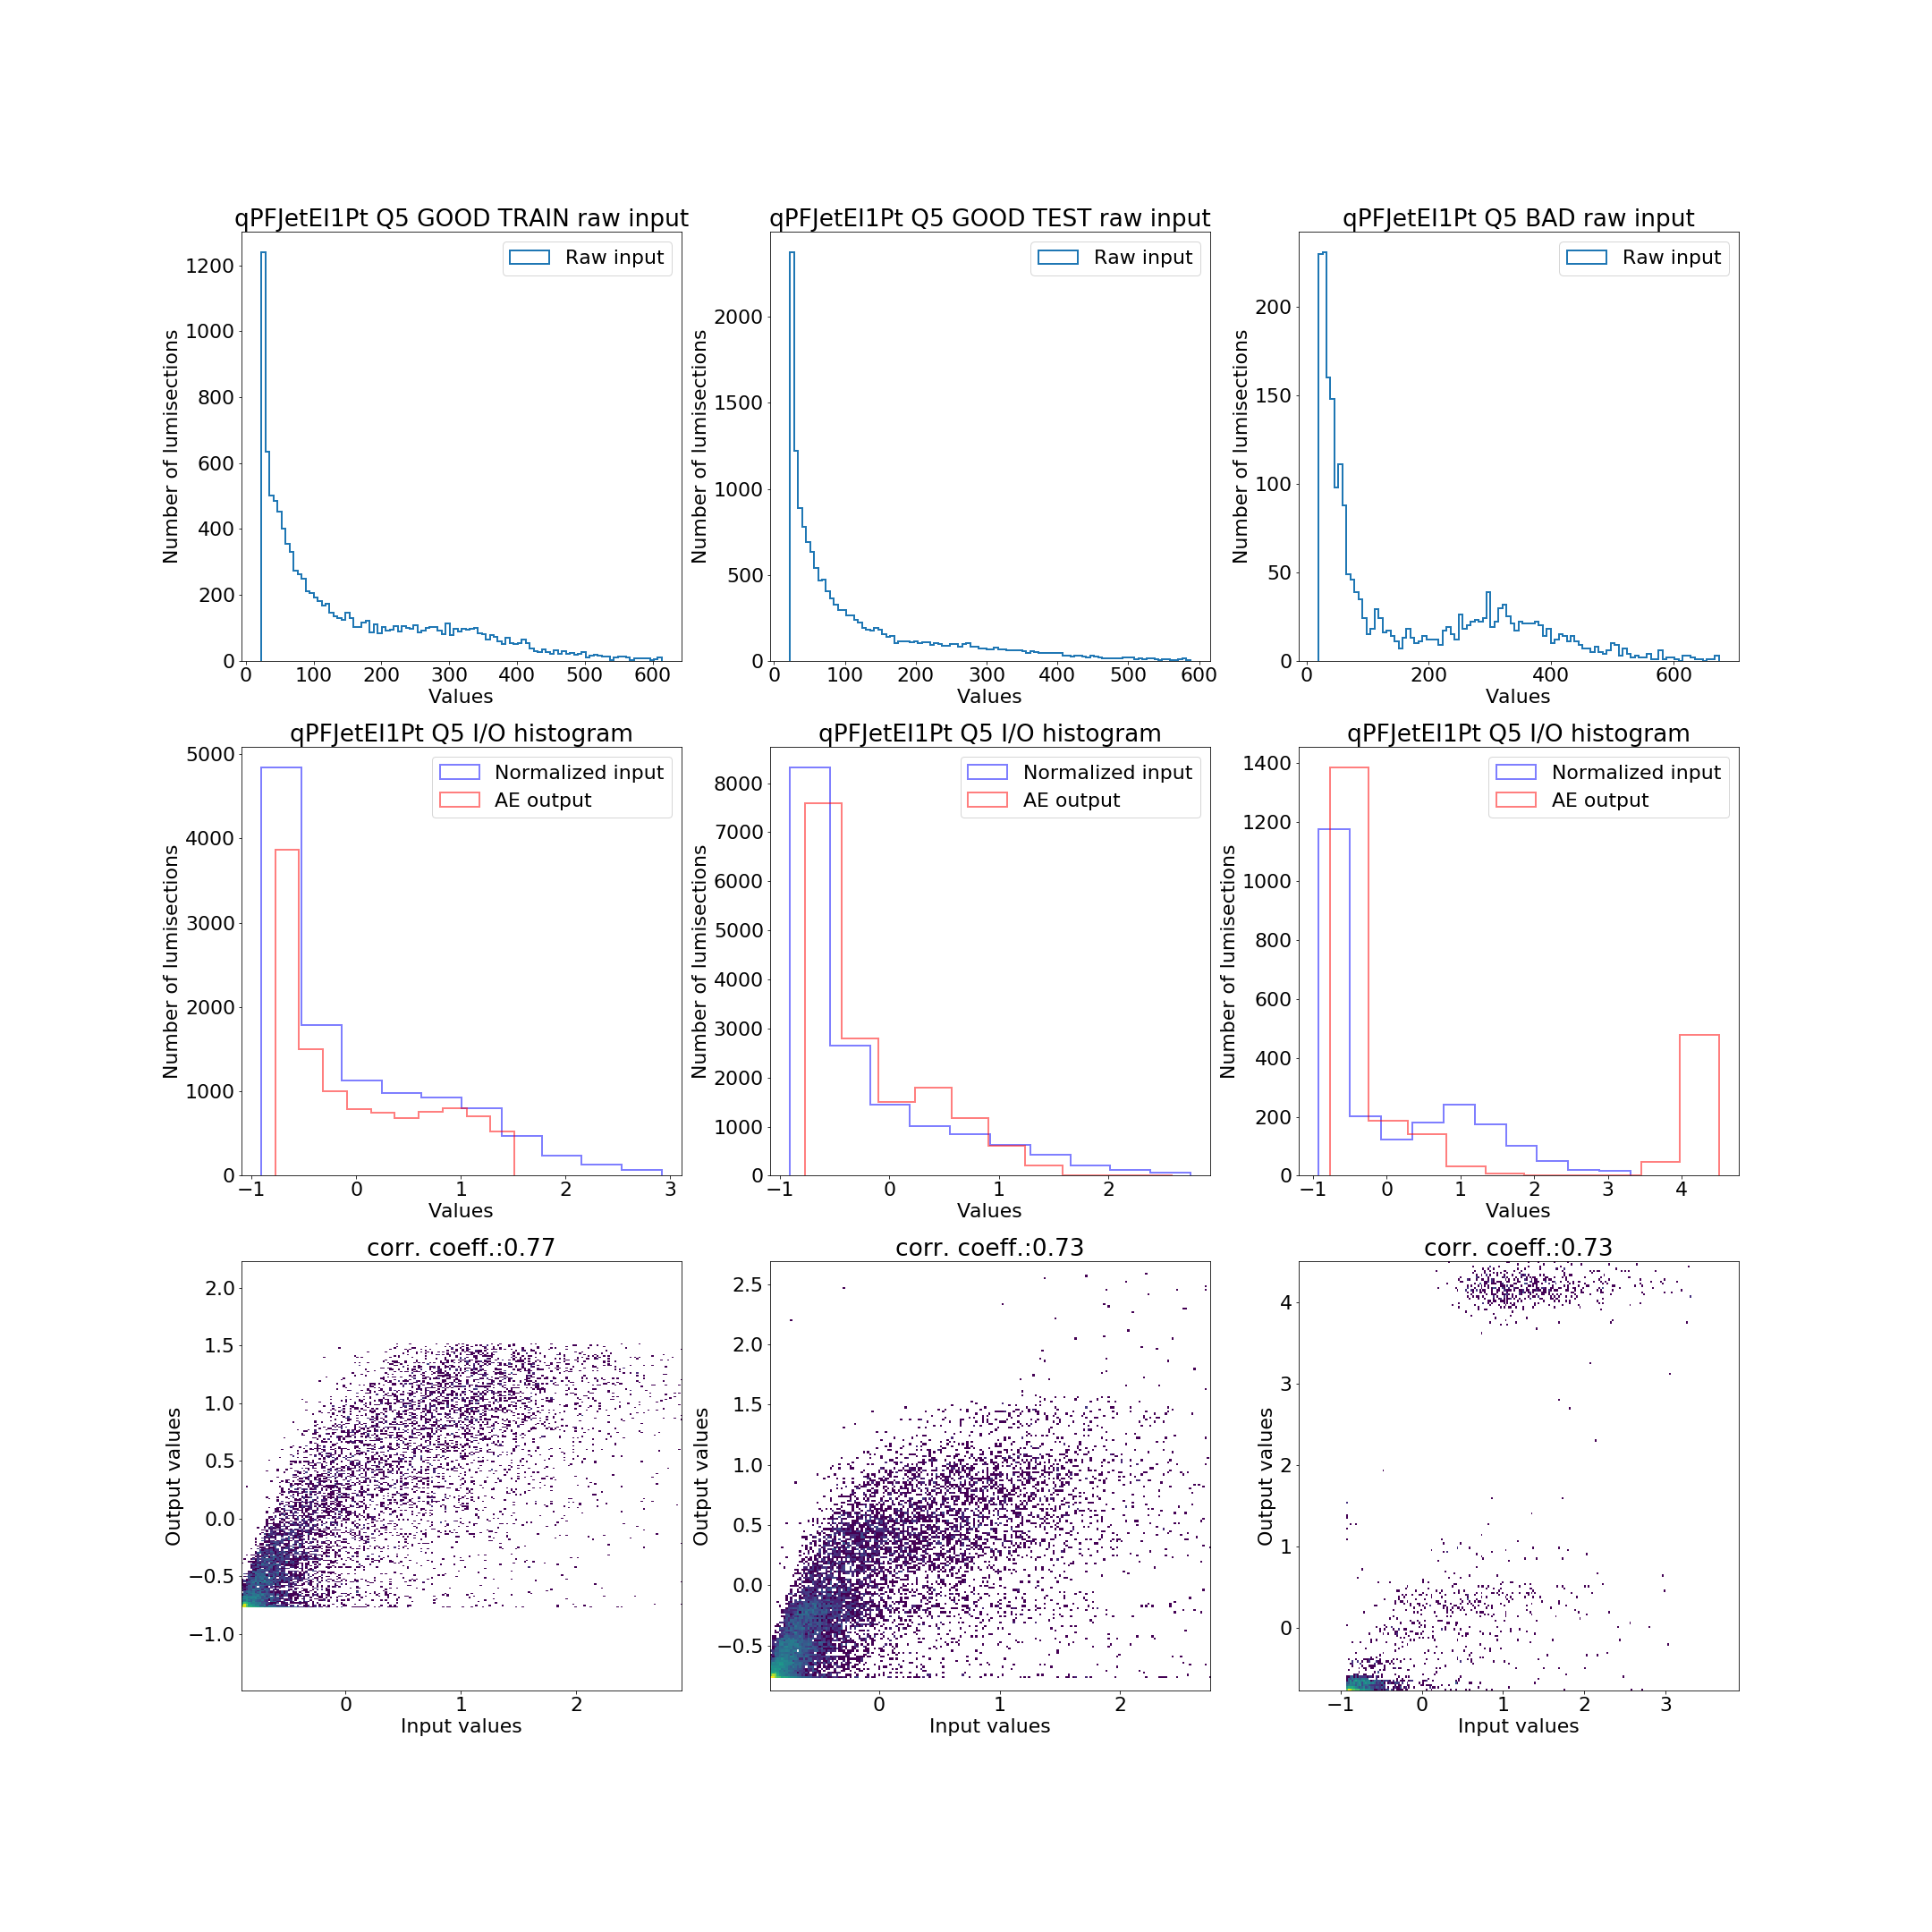 qPFJetEI1Pt Q5 GOOD TRAIN raw input
Raw input
Number of lumisections
1200
1000
800
600
400
200
0
0 100 200 300 400 500 600
Values
qPFJetEI1Pt Q5 GOOD TEST raw input
Raw input
Number of lumisections
2000
1500
1000
500
0
0 100 200 300 400 500 600
Values
qPFJetEI1Pt Q5 BAD raw input
Raw input
Number of lumisections
200
150
100
50
0
0 200 400 600
Values
qPFJetEI1Pt Q5 I/O histogram
Normalized input
AE output
Number of lumisections
5000
4000
3000
2000
1000
0
−1 0 1 2 3
Values
qPFJetEI1Pt Q5 I/O histogram
Normalized input
AE output
Number of lumisections
8000
7000
6000
5000
4000
3000
2000
1000
0
−1 0 1 2
Values
qPFJetEI1Pt Q5 I/O histogram
Normalized input
AE output
Number of lumisections
1400
1200
1000
800
600
400
200
0
−1 0 1 2 3 4
Values
corr. coeff.:0.77
Output values
2.0
1.5
1.0
0.5
0.0
−0.5
−1.0
0 1 2
Input values
corr. coeff.:0.73
Output values
2.5
2.0
1.5
1.0
0.5
0.0
−0.5
0 1 2
Input values
corr. coeff.:0.73
Output values
4
3
2
1
0
−1 0 1 2 3
Input values